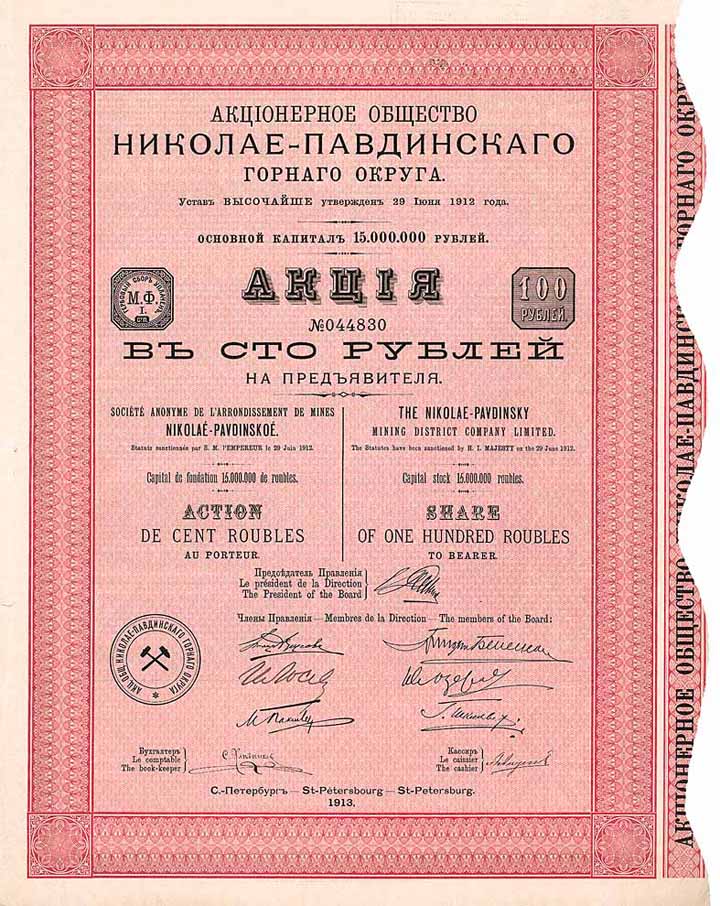 АКЦІОНЕРНОЕ ОБЩЕСТВО
НИКОЛАЕ-ПАВДИНСКАГО
ГОРНАГО ОКРУГА.
Уставъ ВЫСОЧАЙШЕ утвержденъ 29 Іюня 1912 года.
ОСНОВНОЙ КАПИТАЛЪ 15.000.000 РУБЛЕЙ.
АКЦІЯ
М.Ф.
I.
100
РУБЛЕЙ.
№044830
ВЪ СТО РУБЛЕЙ
НА ПРЕДЪЯВИТЕЛЯ.
SOCIÉTÉ ANONYME DE L'ARRONDISSEMENT DE MINES
NIKOLAÉ-PAVDINSKOÉ.
Statuts sanctionnés par S. M. l'EMPEREUR le 29 Juin 1912.
Capital de fondation 15.000.000 de roubles.
ACTION
DE CENT ROUBLES
AU PORTEUR.
THE NIKOLAE-PAVDINSKY
MINING DISTRICT COMPANY LIMITED.
The Statutes have been sanctioned by H. I. MAJESTY on the 29 June 1912.
Capital stock 15.000.000 roubles.
SHARE
OF ONE HUNDRED ROUBLES
TO BEARER.
Предсѣдатель Правленія
Le président de la Direction
The President of the Board
Члены Правленія — Membres de la Direction — The members of the Board:
АКЦ. ОБЩ. НИКОЛАЕ-ПАВДИНСКАГО ГОРНАГО ОКРУГА
Бухгалтеръ
Le comptable
The book-keeper
Кассиръ
Le caissier
The cashier
С.-Петербургъ — St-Pétersbourg — St-Petersburg.
1913.
АКЦІОНЕРНОЕ ОБЩЕСТВО НИКОЛАЕ-ПАВДИНСК ГОРНАГО ОКРУГ